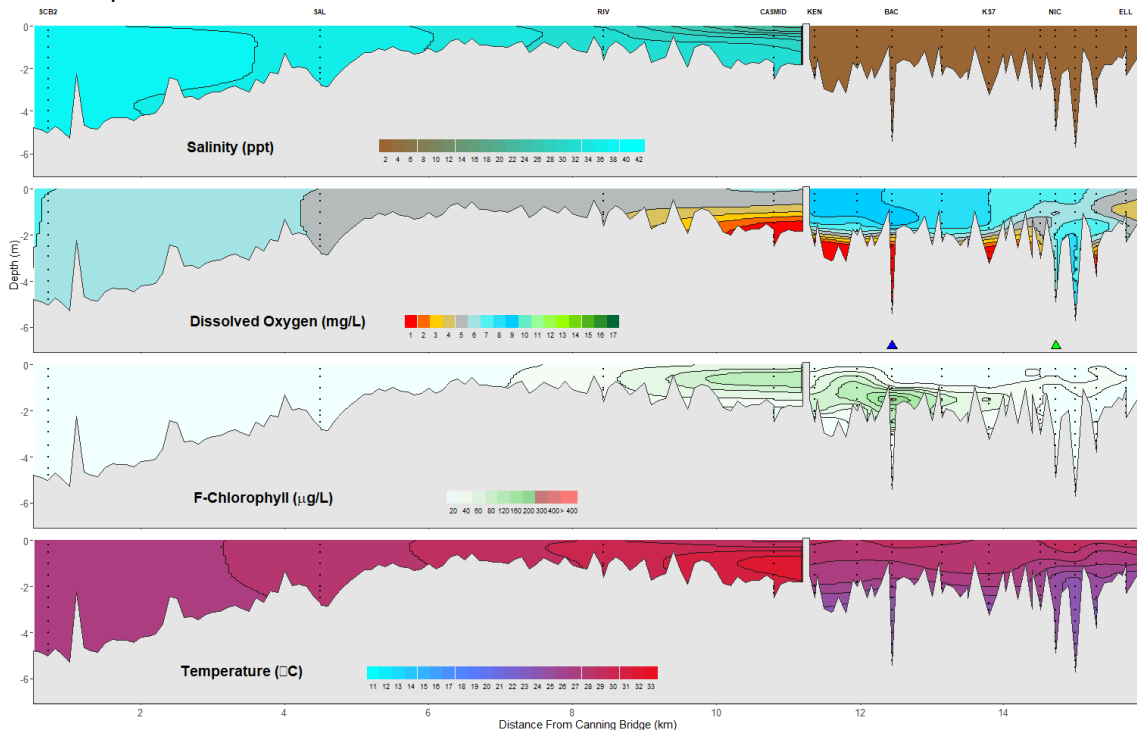 SCB2 SAL RIV CASMID KEN BAC KS7 NIC ELL
0
-2
-4
-6
Salinity (ppt)
2 4 6 8 10 12 14 16 18 20 22 24 26 28 30 32 34 36 38 40 42
0
-2
-4
-6
Depth (m)
Dissolved Oxygen (mg/L)
1 2 3 4 5 6 7 8 9 10 11 12 13 14 15 16 17
0
-2
-4
-6
F-Chlorophyll (μg/L)
20 40 60 80 120 160 200 300 400 > 400
0
-2
-4
-6
Temperature (□C)
11 12 13 14 15 16 17 18 19 20 21 22 23 24 25 26 27 28 29 30 31 32 33
2 4 6 8 10 12 14
Distance From Canning Bridge (km)